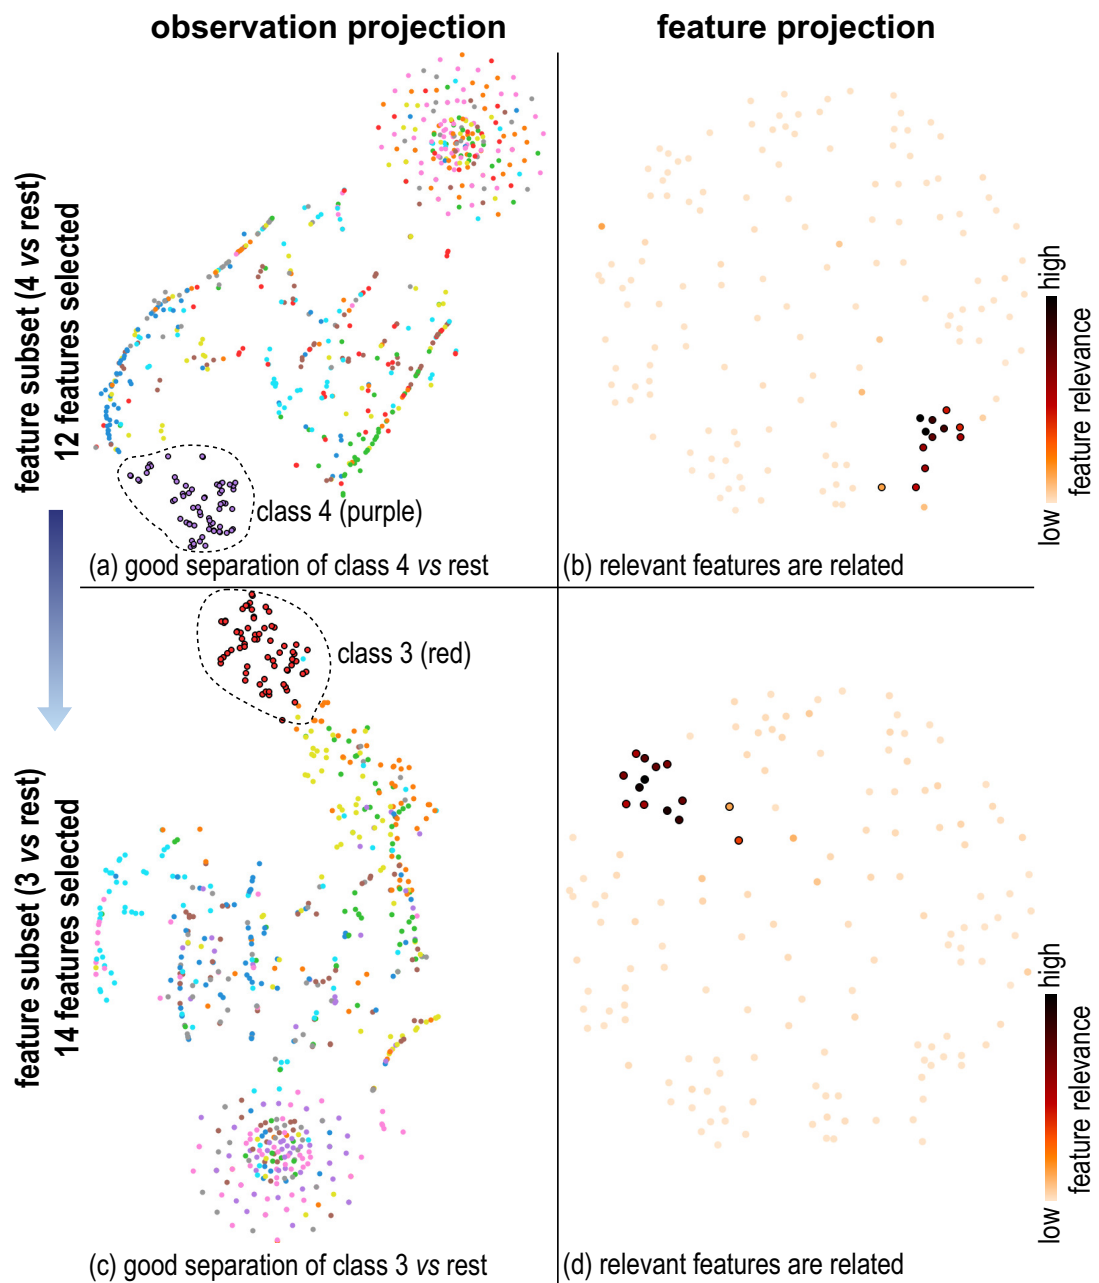 observation projection
feature projection
feature subset (4 vs rest)
12 features selected
class 4 (purple)
(a) good separation of class 4 vs rest
high
feature relevance
low
(b) relevant features are related
feature subset (3 vs rest)
14 features selected
class 3 (red)
(c) good separation of class 3 vs rest
high
feature relevance
low
(d) relevant features are related